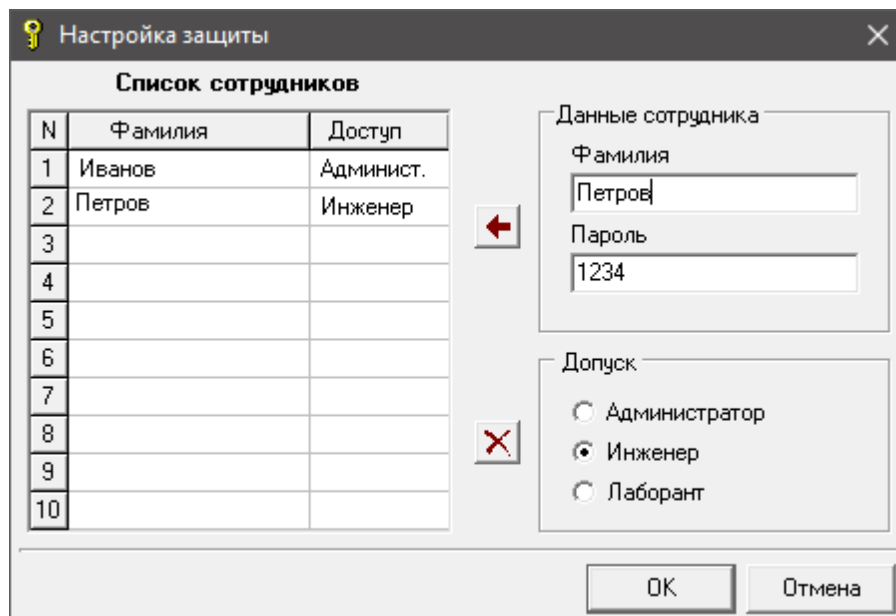 Настройка защиты
Список сотрудников
N Фамилия Доступ
1 Иванов Админист.
2 Петров Инженер
3
4
5
6
7
8
9
10
Данные сотрудника
Фамилия
Петров
Пароль
1234
Допуск
Администратор
Инженер
Лаборант
OK Отмена